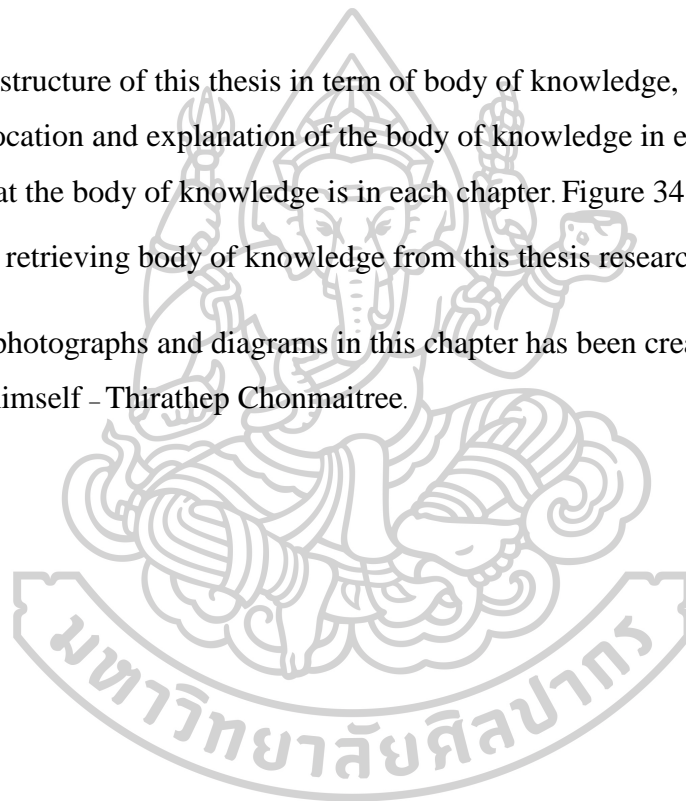 structure of this thesis in term of body of knowledge,
ocation and explanation of the body of knowledge in e
at the body of knowledge is in each chapter. Figure 34
retrieving body of knowledge from this thesis researc
photographs and diagrams in this chapter has been crea
imself – Thirathep Chonmaitree.
มหาวิทยาลัยศิลปากร